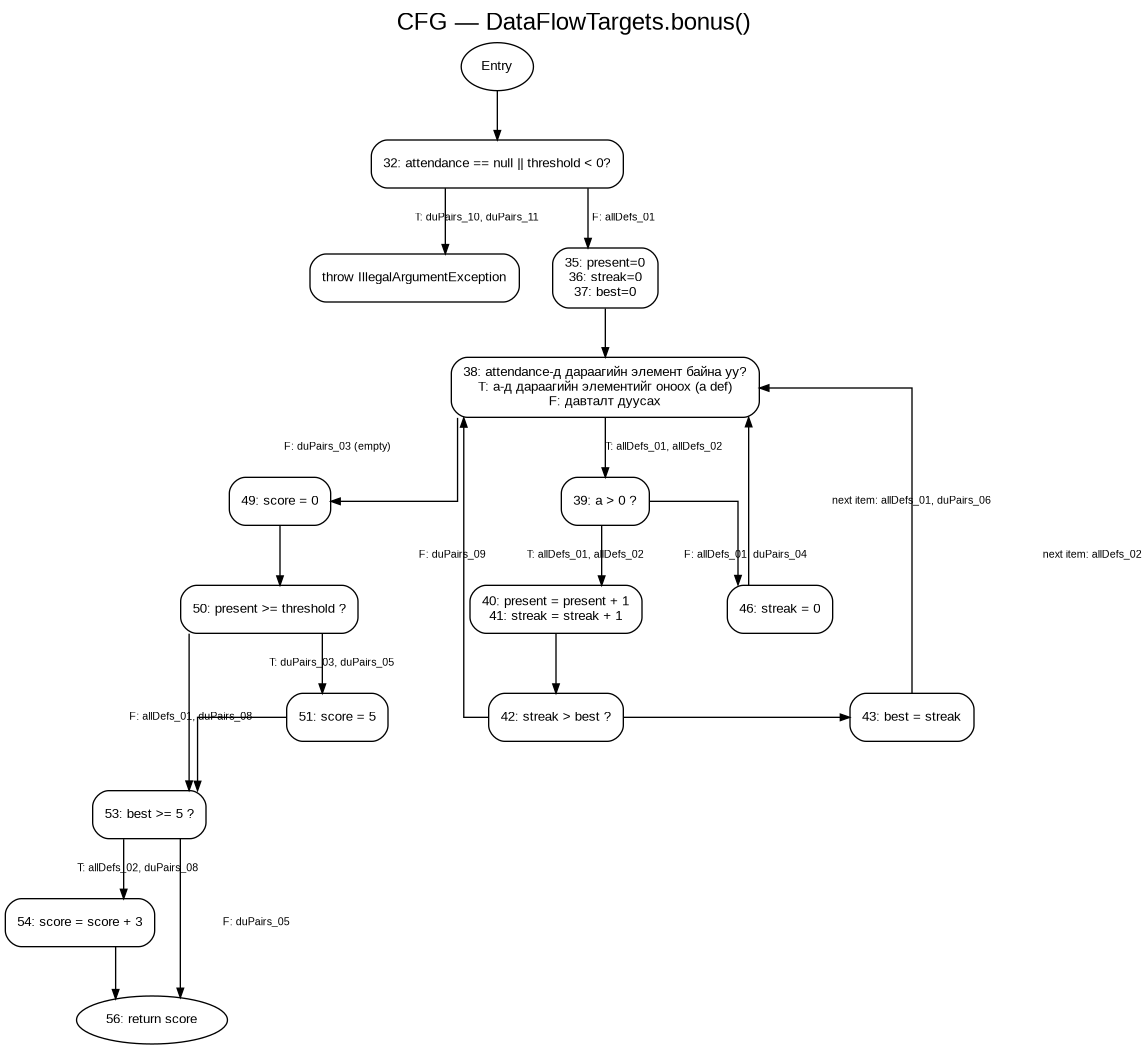 CFG — DataFlowTargets.bonus()
Entry
32: attendance == null || threshold < 0?
T: duPairs_10, duPairs_11
F: allDefs_01
throw IllegalArgumentException
35: present=0
36: streak=0
37: best=0
38: attendance-д дараагийн элемент байна уу?
T: a-д дараагийн элементийг оноох (a def)
F: давталт дуусах
F: duPairs_03 (empty)
T: allDefs_01, allDefs_02
49: score = 0
39: a > 0 ?
next item: allDefs_01, duPairs_06
F: duPairs_09
T: allDefs_01, allDefs_02
F: allDefs_01, duPairs_04
next item: allDefs_02
50: present >= threshold ?
40: present = present + 1
41: streak = streak + 1
46: streak = 0
T: duPairs_03, duPairs_05
F: allDefs_01, duPairs_08
51: score = 5
42: streak > best ?
43: best = streak
53: best >= 5 ?
T: allDefs_02, duPairs_08
54: score = score + 3
F: duPairs_05
56: return score